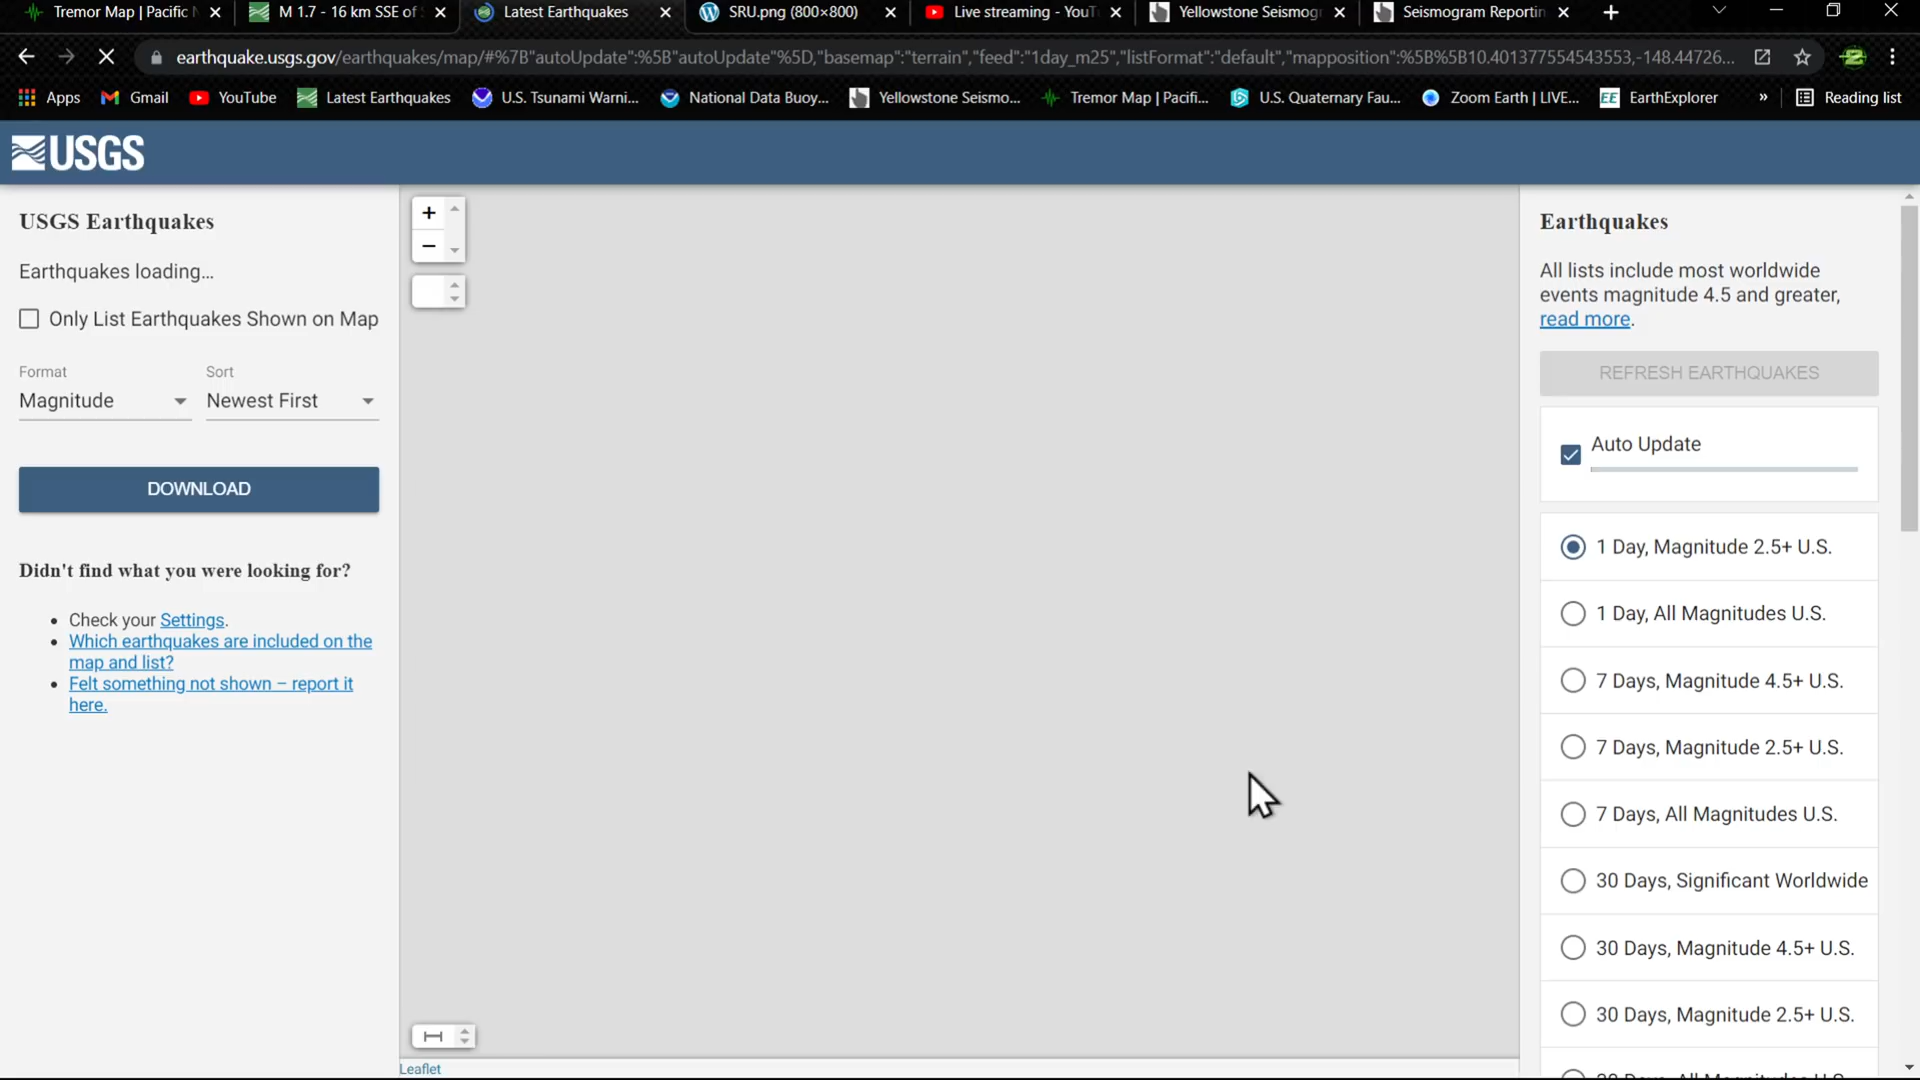 Tremor Map | Pacific
M 1.7 - 16 km SSE of
Latest Earthquakes
SRU.png (800×800)
Live streaming - YouT
Yellowstone Seismog
Seismogram Reportin
earthquake.usgs.gov/earthquakes/map/#%7B"autoUpdate":%5B"autoUpdate"%5D,"basemap":"terrain","feed":"1day_m25","listFormat":"default","mapposition":%5B%5B10.401377554543553,-148.44726...
Apps
Gmail
YouTube
Latest Earthquakes
U.S. Tsunami Warni...
National Data Buoy...
Yellowstone Seismo...
Tremor Map | Pacifi...
U.S. Quaternary Fau...
Zoom Earth | LIVE...
EE EarthExplorer
»
Reading list
USGS
USGS Earthquakes
Earthquakes loading...
Only List Earthquakes Shown on Map
Format
Sort
Magnitude
Newest First
DOWNLOAD
Didn't find what you were looking for?
• Check your Settings.
• Which earthquakes are included on the
map and list?
• Felt something not shown – report it
here.
+
−
Leaflet
Earthquakes
All lists include most worldwide
events magnitude 4.5 and greater,
read more.
REFRESH EARTHQUAKES
Auto Update
1 Day, Magnitude 2.5+ U.S.
1 Day, All Magnitudes U.S.
7 Days, Magnitude 4.5+ U.S.
7 Days, Magnitude 2.5+ U.S.
7 Days, All Magnitudes U.S.
30 Days, Significant Worldwide
30 Days, Magnitude 4.5+ U.S.
30 Days, Magnitude 2.5+ U.S.